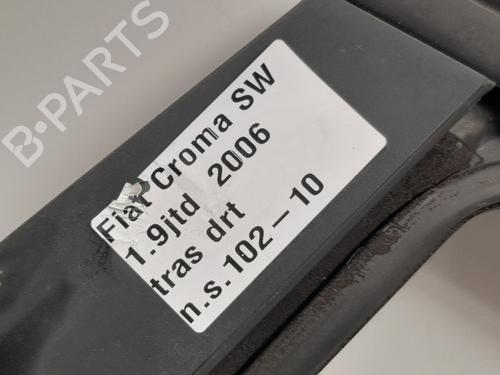 B-PARTS
Fiat Croma SW
1.9jtd 2006
tras drt
n.s. 102-10